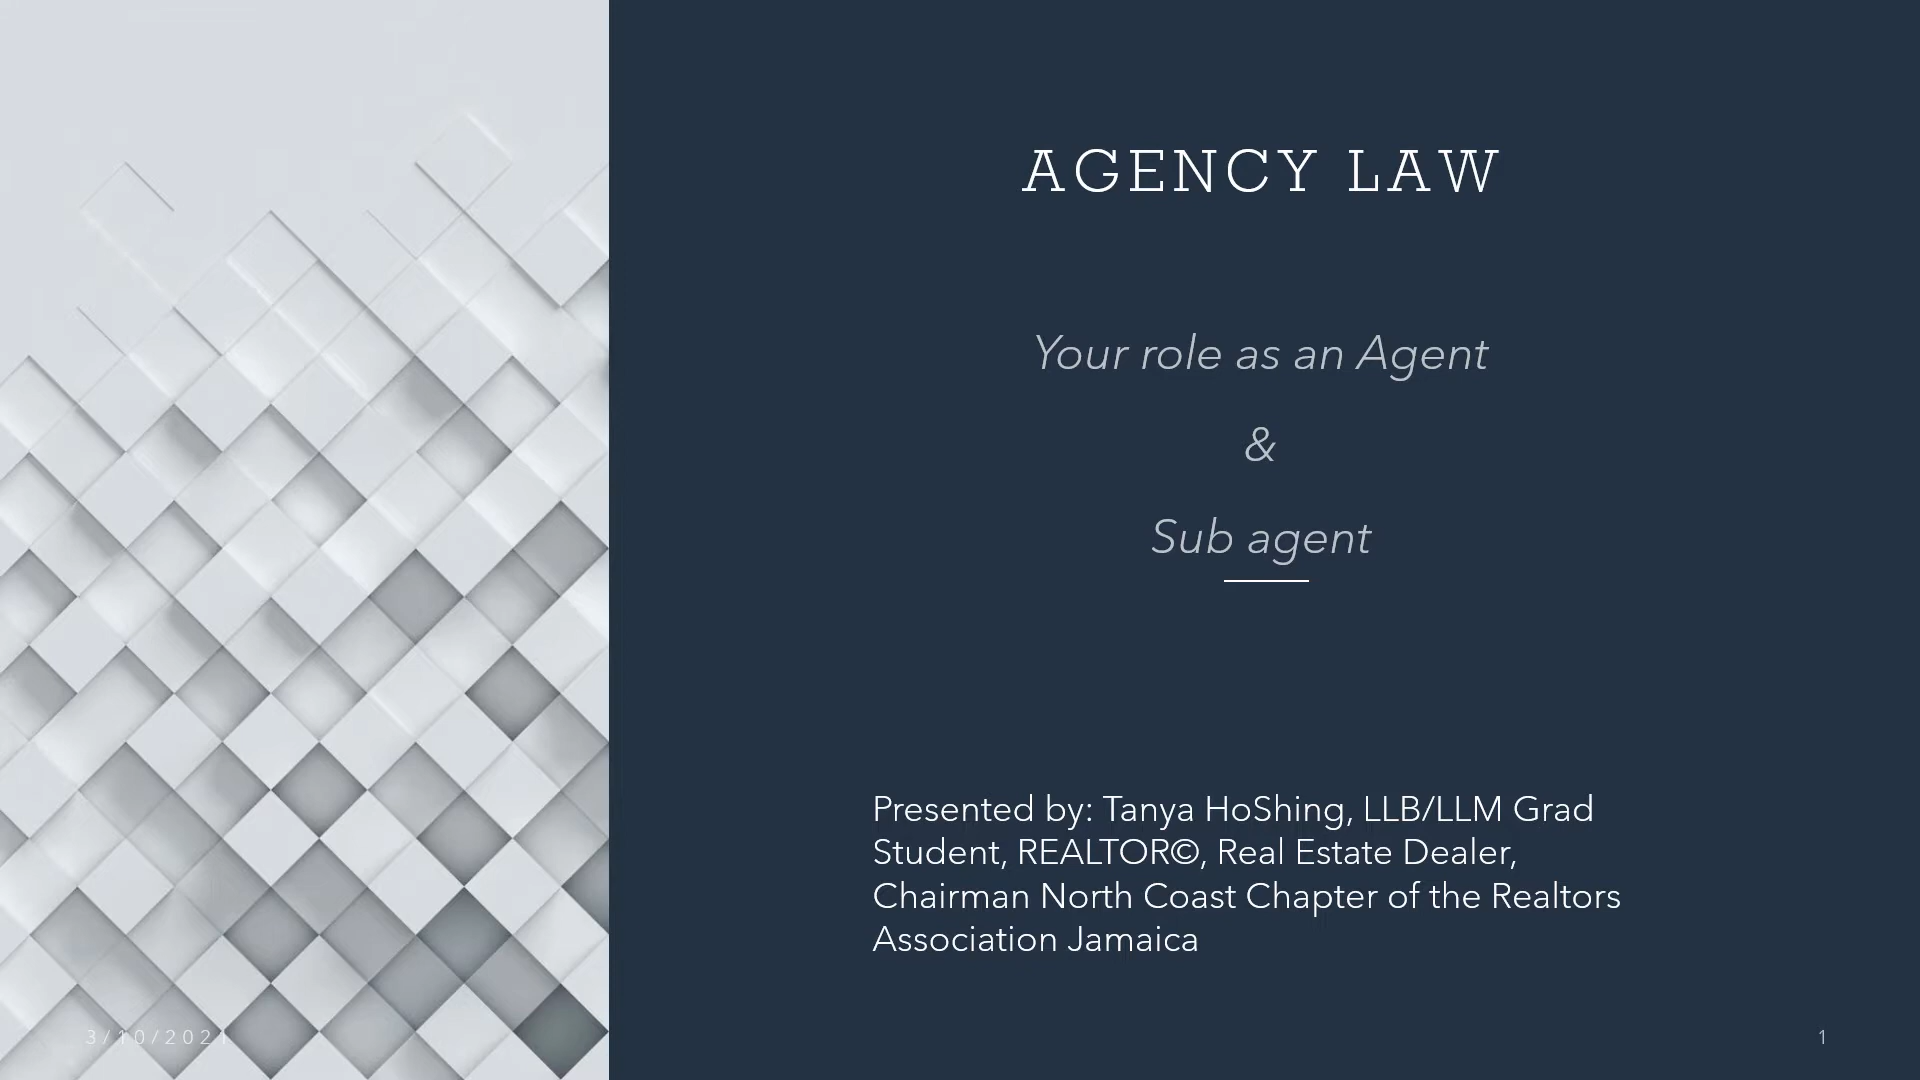 AGENCY LAW
Your role as an Agent
&
Sub agent
Presented by: Tanya HoShing, LLB/LLM Grad
Student, REALTOR©, Real Estate Dealer,
Chairman North Coast Chapter of the Realtors
Association Jamaica
3/10/2021
1